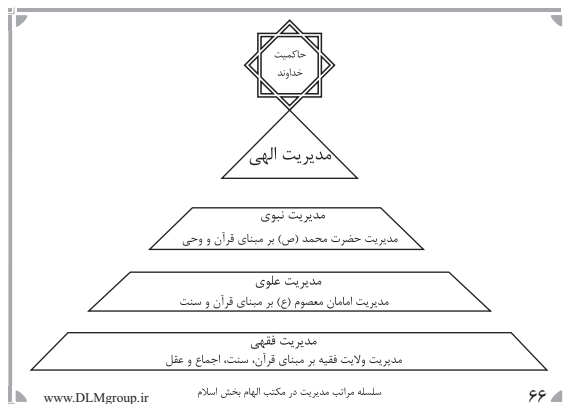 حاکمیت
خداوند
مدیریت الهی
مدیریت نبوی
مدیریت حضرت محمد (ص) بر مبنای قرآن و وحی
مدیریت علوی
مدیریت امامان معصوم (ع) بر مبنای قرآن و سنت
مدیریت فقهی
مدیریت ولایت فقیه بر مبنای قرآن، سنت، اجماع و عقل
سلسله مراتب مدیریت در مکتب الهام بخش اسلام
۶۶
www.DLMgroup.ir